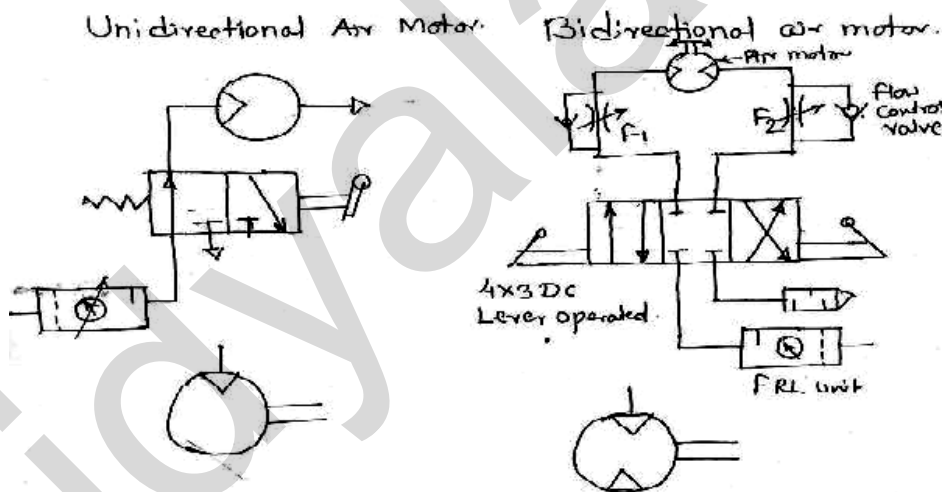 Unidirectional Air Motor.
Bidirectional air motor.
Air motor
F1
F2
flow
control
valve
4x3 DC
Lever operated.
FRL unit
idyala